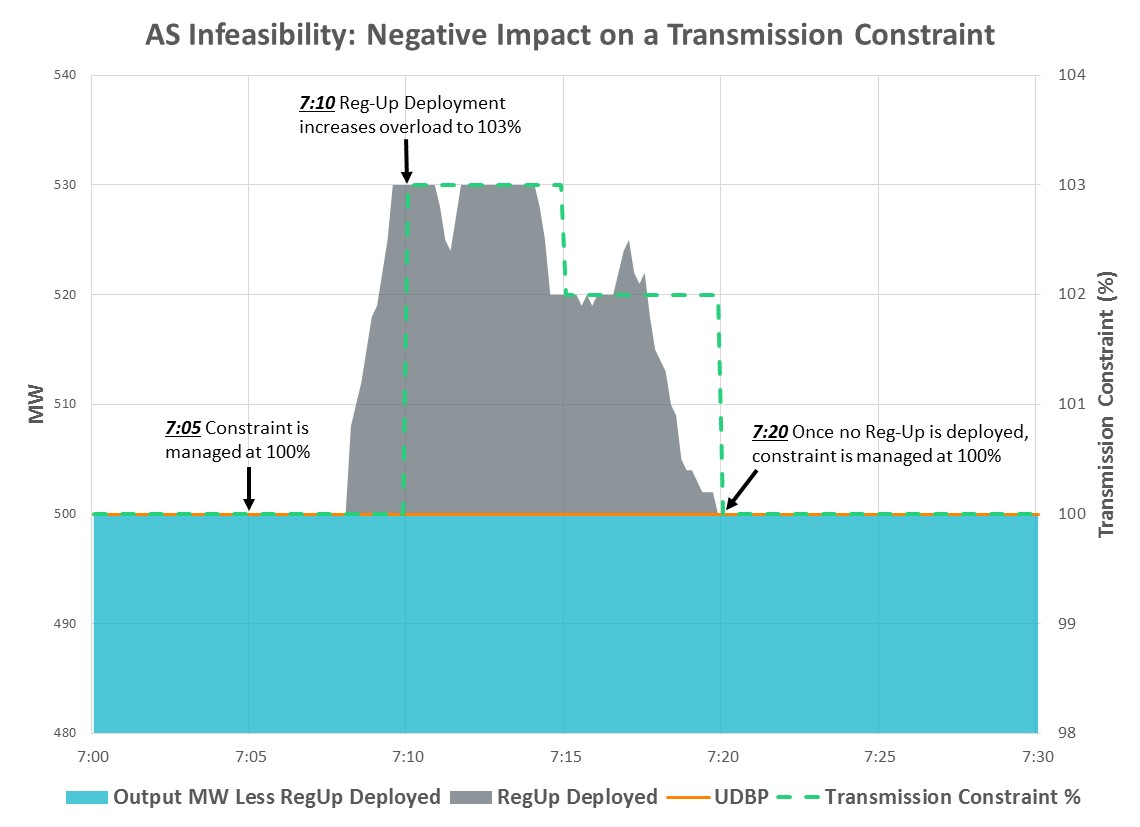 AS Infeasibility: Negative Impact on a Transmission Constraint
540
530
520
510
500
490
480
MW
104
103
102
101
100
99
98
Transmission Constraint (%)
7:10 Reg-Up Deployment
increases overload to 103%
7:05 Constraint is
managed at 100%
7:20 Once no Reg-Up is deployed,
constraint is managed at 100%
7:00 7:05 7:10 7:15 7:20 7:25 7:30
Output MW Less RegUp Deployed RegUp Deployed UDBP Transmission Constraint %